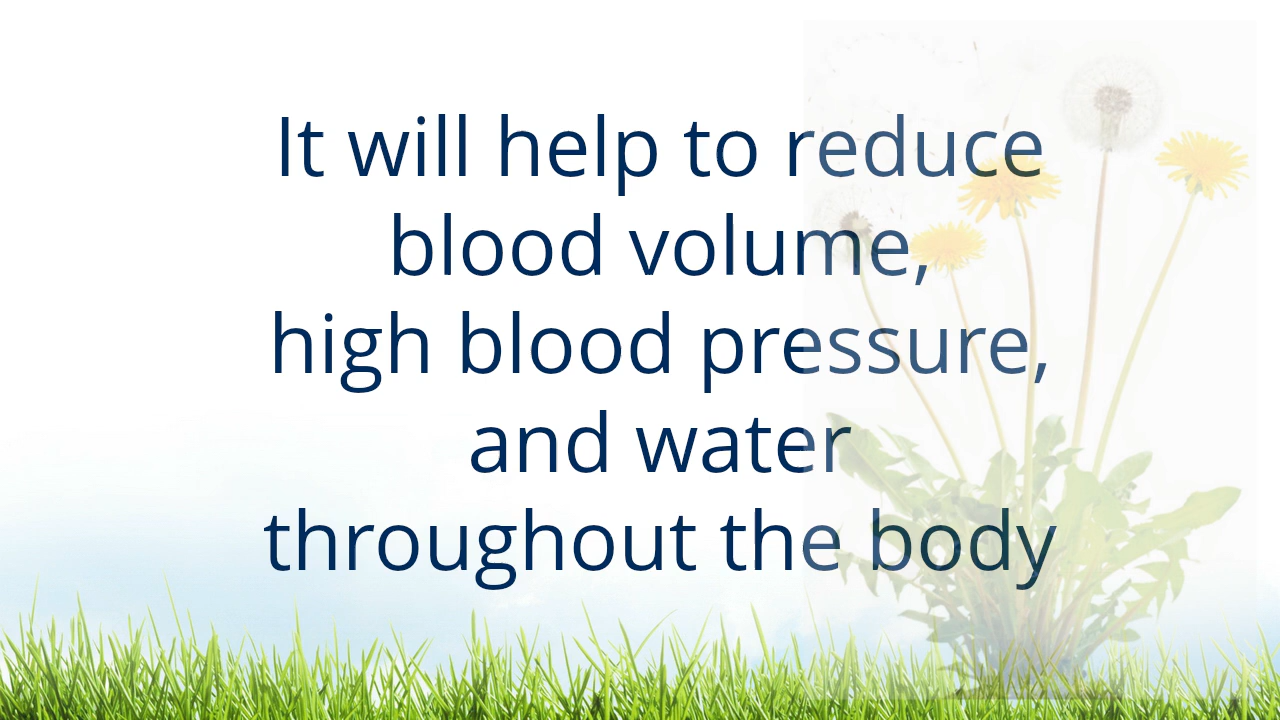 It will help to reduce
blood volume,
high blood pressure,
and water
throughout the body